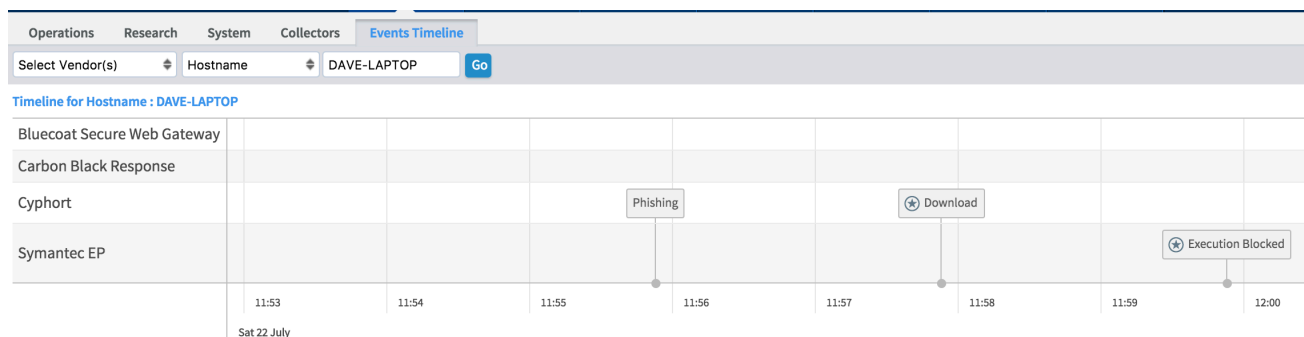 Operations Research System Collectors Events Timeline
Select Vendor(s) Hostname DAVE-LAPTOP Go
Timeline for Hostname : DAVE-LAPTOP
Bluecoat Secure Web Gateway
Carbon Black Response
Cyphort Phishing Download
Symantec EP Execution Blocked
11:53 11:54 11:55 11:56 11:57 11:58 11:59 12:00
Sat 22 July